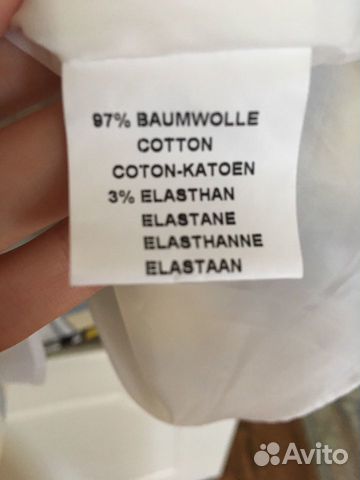 97% BAUMWOLLE
COTTON
COTON-KATOEN
3% ELASTHAN
ELASTANE
ELASTHANNE
ELASTAAN
Avito